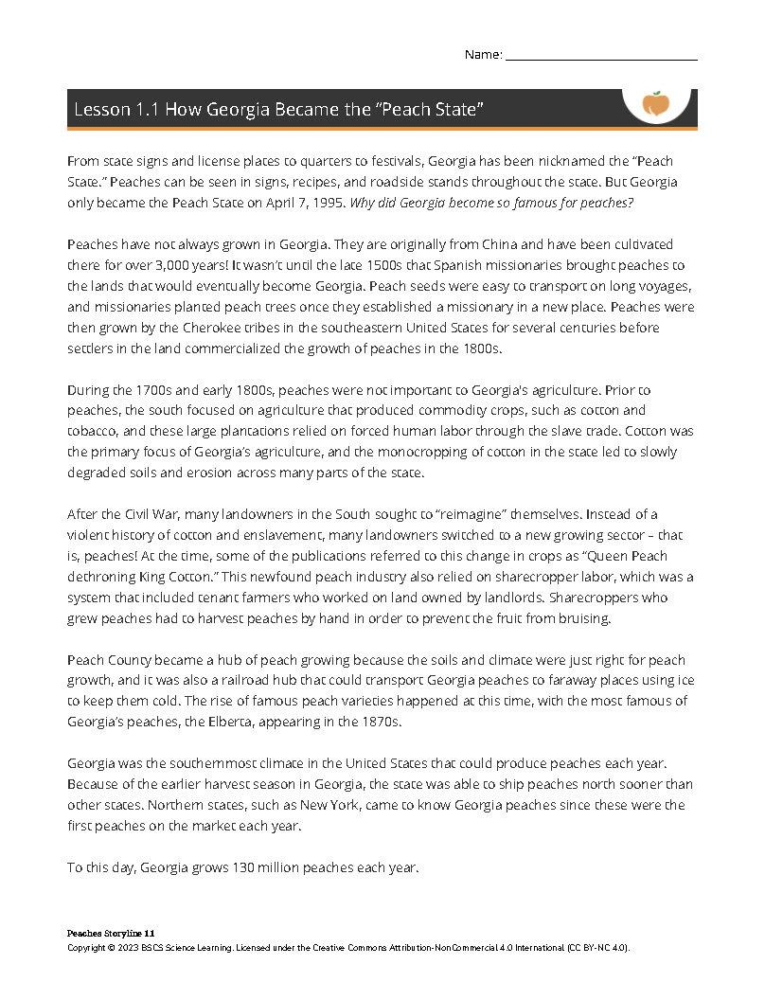 Name: ______________________________
Lesson 1.1 How Georgia Became the “Peach State”
From state signs and license plates to quarters to festivals, Georgia has been nicknamed the “Peach
State.” Peaches can be seen in signs, recipes, and roadside stands throughout the state. But Georgia
only became the Peach State on April 7, 1995. Why did Georgia become so famous for peaches?
Peaches have not always grown in Georgia. They are originally from China and have been cultivated
there for over 3,000 years! It wasn’t until the late 1500s that Spanish missionaries brought peaches to
the lands that would eventually become Georgia. Peach seeds were easy to transport on long voyages,
and missionaries planted peach trees once they established a missionary in a new place. Peaches were
then grown by the Cherokee tribes in the southeastern United States for several centuries before
settlers in the land commercialized the growth of peaches in the 1800s.
During the 1700s and early 1800s, peaches were not important to Georgia's agriculture. Prior to
peaches, the south focused on agriculture that produced commodity crops, such as cotton and
tobacco, and these large plantations relied on forced human labor through the slave trade. Cotton was
the primary focus of Georgia’s agriculture, and the monocropping of cotton in the state led to slowly
degraded soils and erosion across many parts of the state.
After the Civil War, many landowners in the South sought to “reimagine” themselves. Instead of a
violent history of cotton and enslavement, many landowners switched to a new growing sector – that
is, peaches! At the time, some of the publications referred to this change in crops as “Queen Peach
dethroning King Cotton.” This newfound peach industry also relied on sharecropper labor, which was a
system that included tenant farmers who worked on land owned by landlords. Sharecroppers who
grew peaches had to harvest peaches by hand in order to prevent the fruit from bruising.
Peach County became a hub of peach growing because the soils and climate were just right for peach
growth, and it was also a railroad hub that could transport Georgia peaches to faraway places using ice
to keep them cold. The rise of famous peach varieties happened at this time, with the most famous of
Georgia’s peaches, the Elberta, appearing in the 1870s.
Georgia was the southernmost climate in the United States that could produce peaches each year.
Because of the earlier harvest season in Georgia, the state was able to ship peaches north sooner than
other states. Northern states, such as New York, came to know Georgia peaches since these were the
first peaches on the market each year.
To this day, Georgia grows 130 million peaches each year.
Peaches Storyline 1.1
Copyright © 2023 BSCS Science Learning. Licensed under the Creative Commons Attribution-NonCommercial 4.0 International (CC BY-NC 4.0).